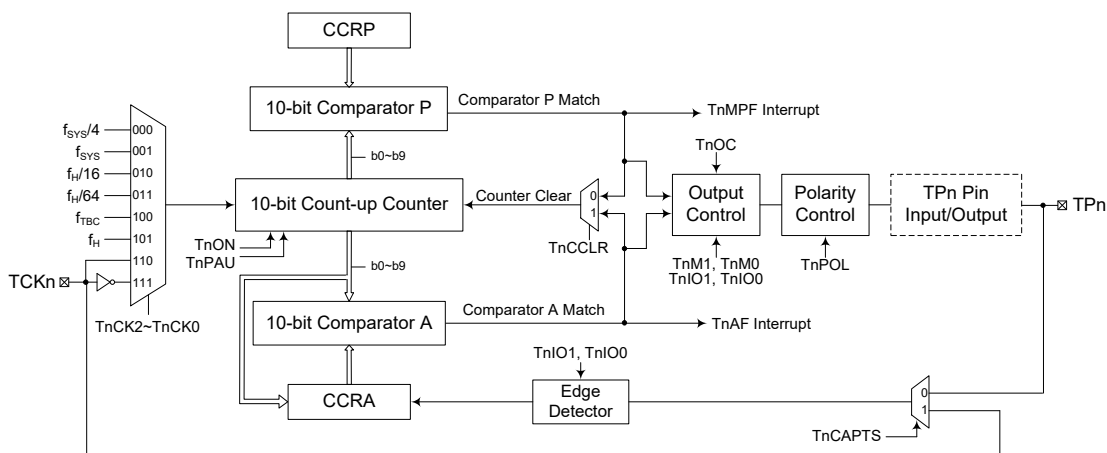 CCRP
10-bit Comparator P
Comparator P Match
TnMPF Interrupt
fSYS/4
000
fSYS
001
fH/16
010
fH/64
011
fTBC
100
fH
101
110
111
TCKn
TnCK2~TnCK0
b0~b9
10-bit Count-up Counter
TnON
TnPAU
Counter Clear
0
1
TnCCLR
TnOC
Output
Control
TnM1, TnM0
TnIO1, TnIO0
Polarity
Control
TnPOL
TPn Pin
Input/Output
TPn
b0~b9
10-bit Comparator A
Comparator A Match
TnAF Interrupt
CCRA
TnIO1, TnIO0
Edge
Detector
0
1
TnCAPTS